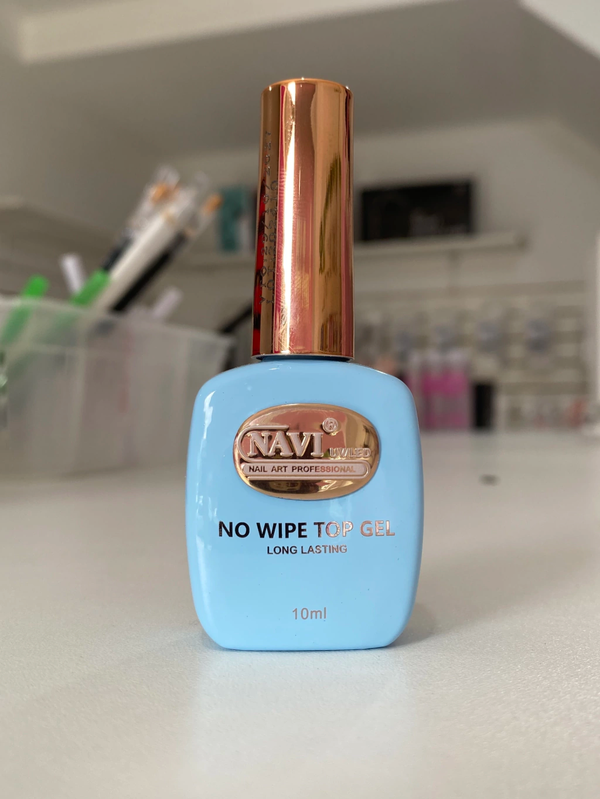 NAVI®
UV/LED
NAIL ART PROFESSIONAL
NO WIPE TOP GEL
LONG LASTING
10ml